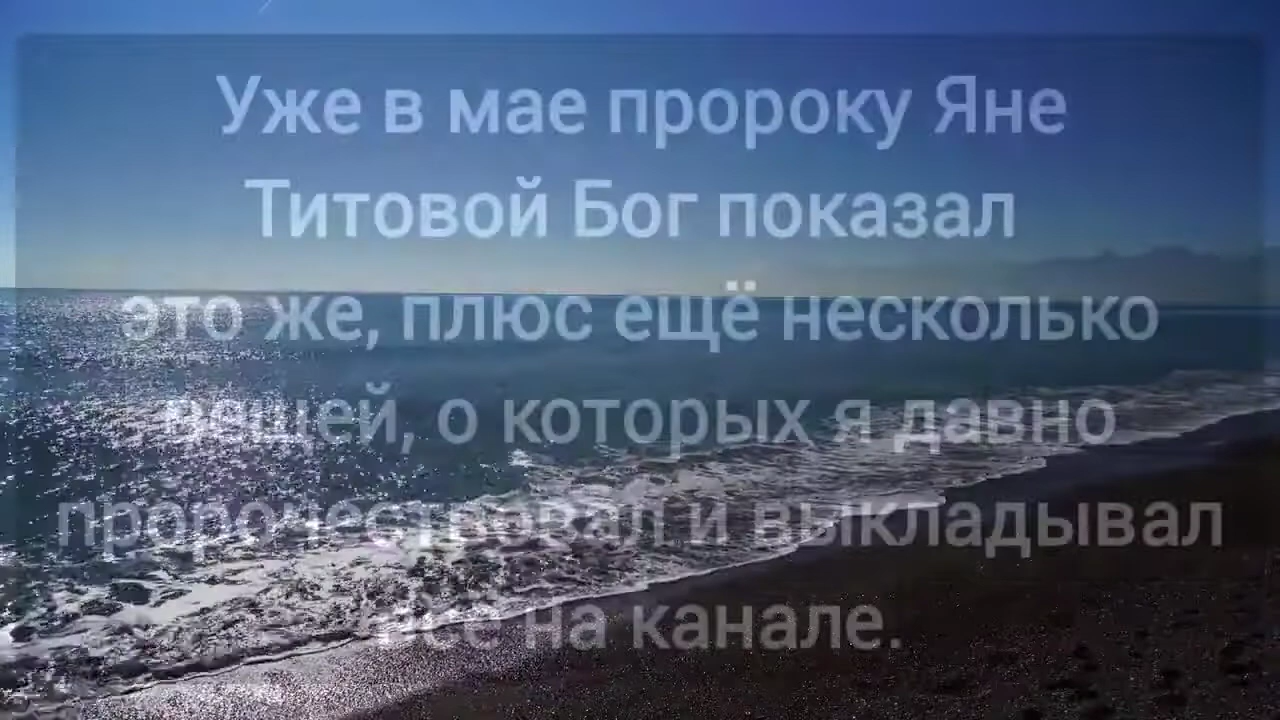 Уже в мае пророку Яне
Титовой Бог показал
это же, плюс ещё несколько
вещей, о которых я давно
пророчествовал и выкладывал
всё на канале.